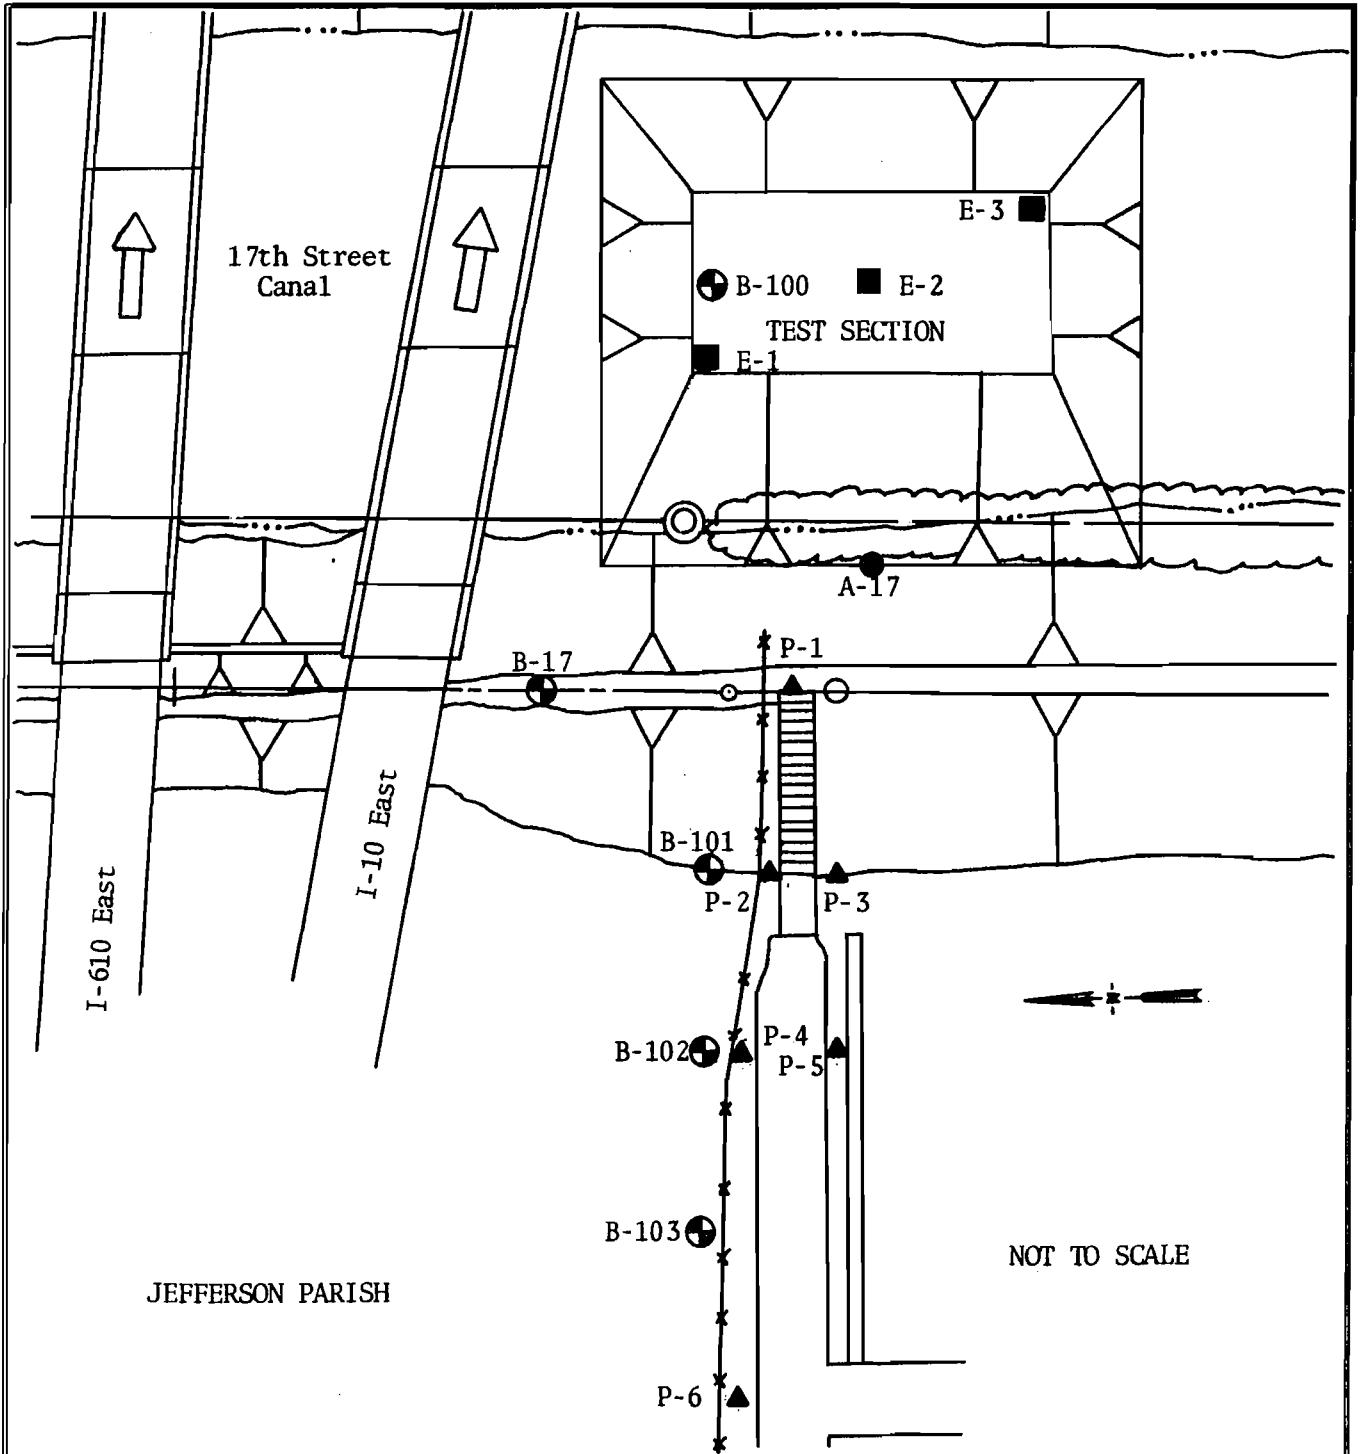 E-3
17th Street
Canal
B-100
E-2
TEST SECTION
E-1
A-17
P-1
B-17
I-10 East
B-101
P-2
P-3
I-610 East
P-4
B-102
P-5
B-103
NOT TO SCALE
JEFFERSON PARISH
P-6